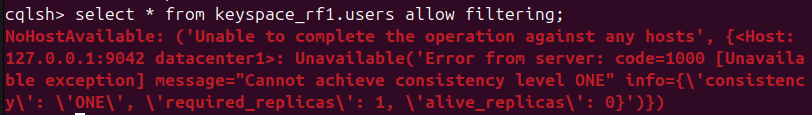 cqlsh> select * from keyspace_rf1.users allow filtering;
NoHostAvailable: ('Unable to complete the operation against any hosts', {<Host:
127.0.0.1:9042 datacenter1>: Unavailable('Error from server: code=1000 [Unavaila
ble exception] message="Cannot achieve consistency level ONE" info={\'consistenc
y\': \'ONE\', \'required_replicas\': 1, \'alive_replicas\': 0}')})